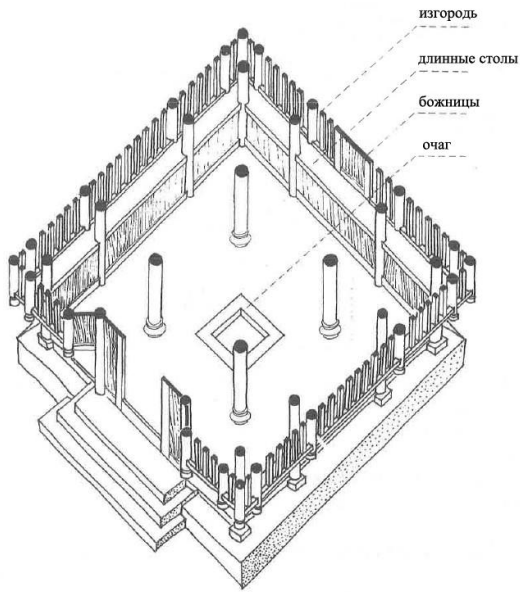 изгородь
длинные столы
божницы
очаг